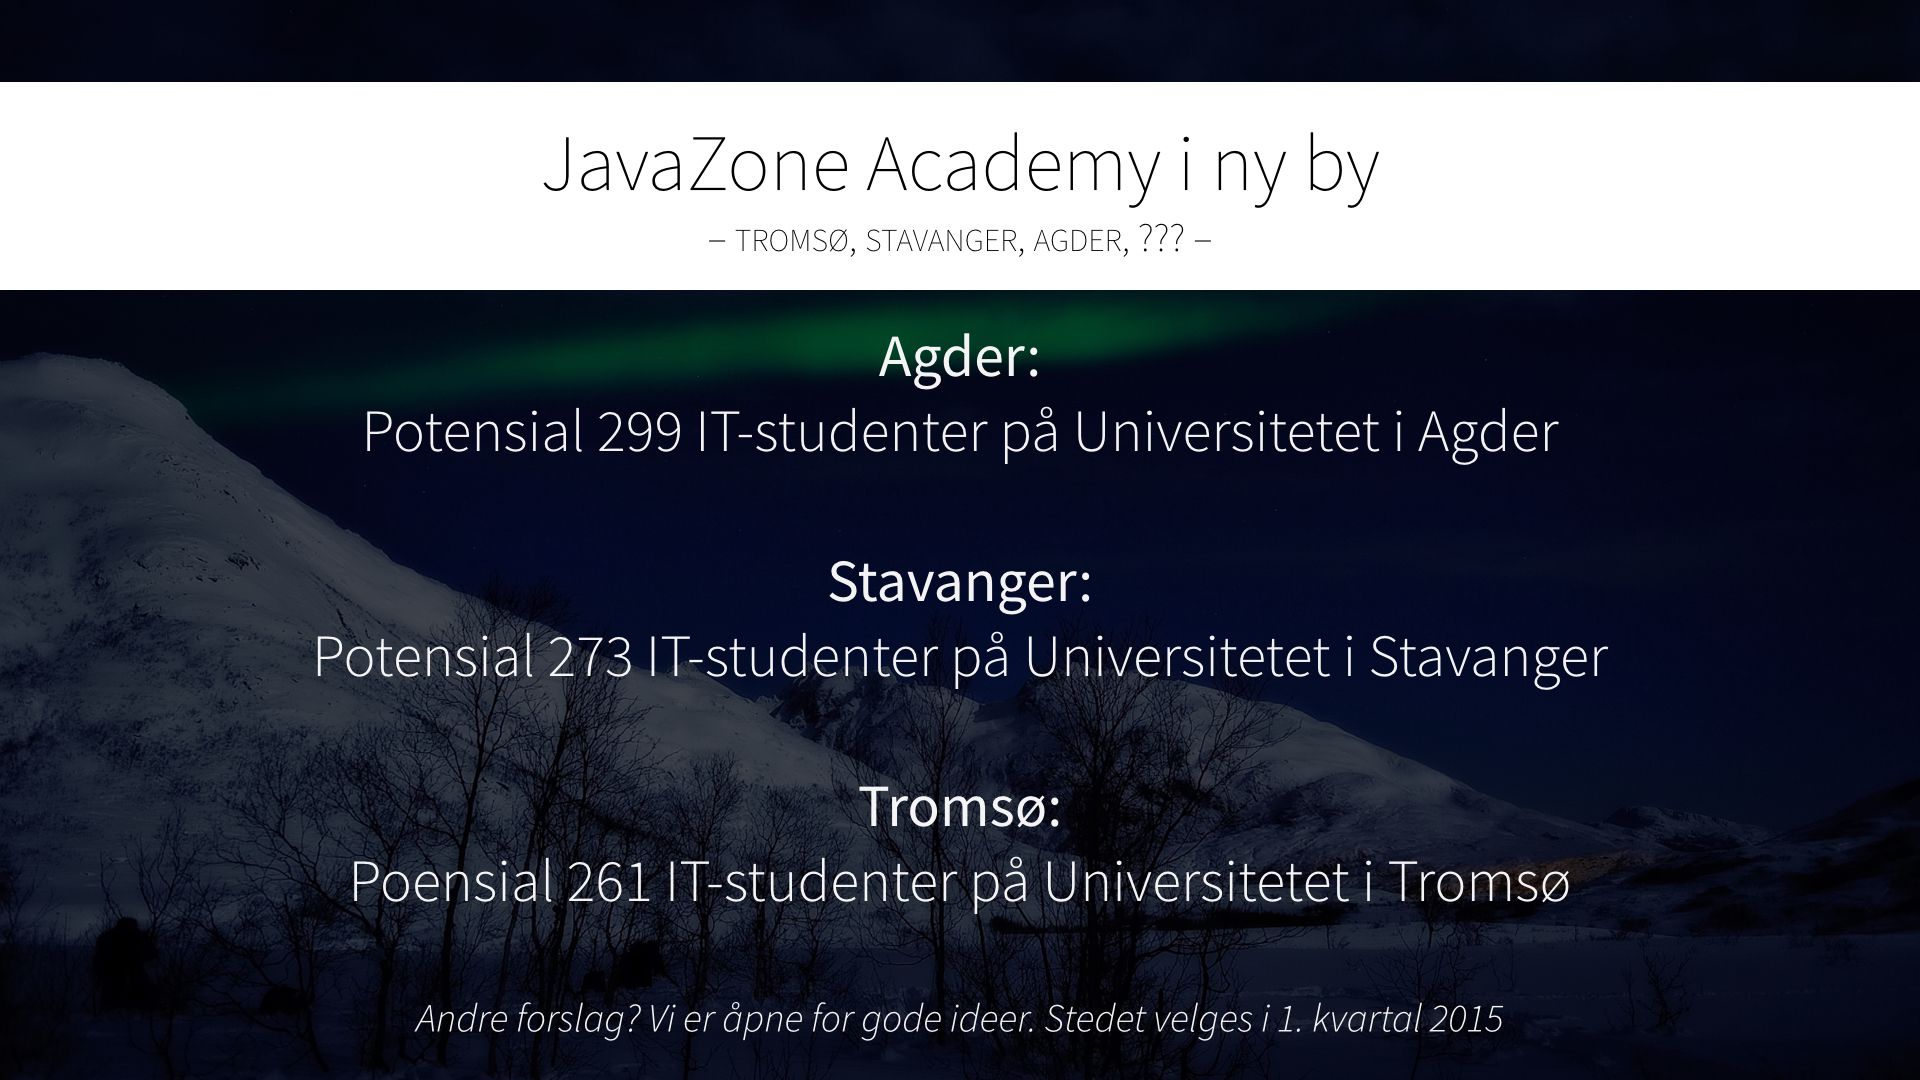 JavaZone Academy i ny by
– TROMSØ, STAVANGER, AGDER, ??? –
Agder:
Potensial 299 IT-studenter på Universitetet i Agder
Stavanger:
Potensial 273 IT-studenter på Universitetet i Stavanger
Tromsø:
Poensial 261 IT-studenter på Universitetet i Tromsø
Andre forslag? Vi er åpne for gode ideer. Stedet velges i 1. kvartal 2015